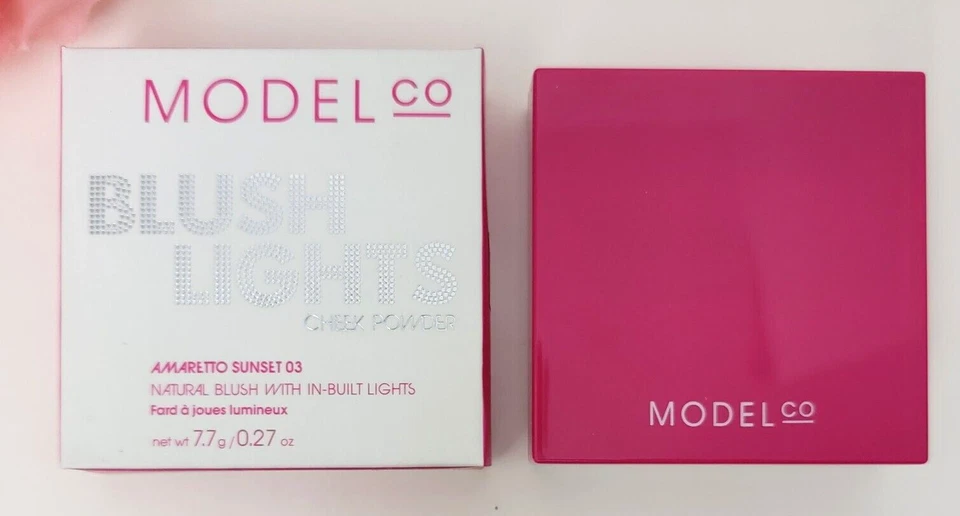 MODEL CO
BLUSH
LIGHTS
CHEEK POWDER
AMARETTO SUNSET 03
NATURAL BLUSH WITH IN-BUILT LIGHTS
Fard à joues lumineux
net wt 7.7g/0.27 oz
MODEL CO